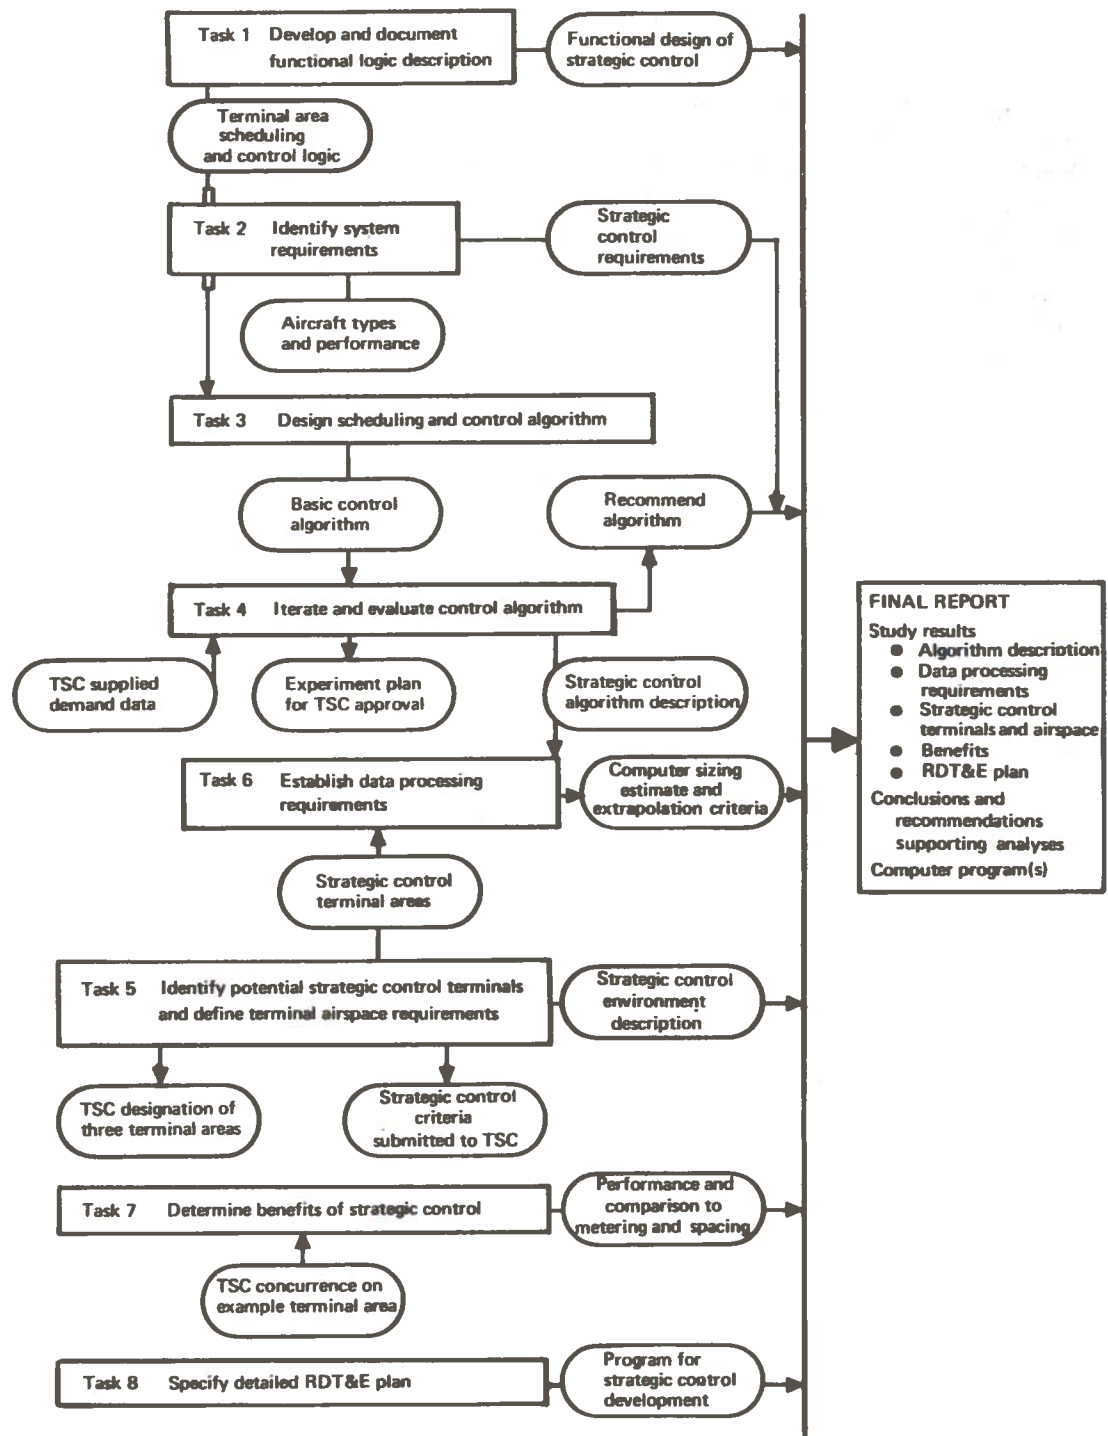 Task 1 Develop and document
functional logic description
Functional design of
strategic control
Terminal area
scheduling
and control logic
Task 2 Identify system
requirements
Strategic
control
requirements
Aircraft types
and performance
Task 3 Design scheduling and control algorithm
Basic control
algorithm
Recommend
algorithm
Task 4 Iterate and evaluate control algorithm
TSC supplied
demand data
Experiment plan
for TSC approval
Strategic control
algorithm description
Task 6 Establish data processing
requirements
Computer sizing
estimate and
extrapolation criteria
Strategic control
terminal areas
Task 5 Identify potential strategic control terminals
and define terminal airspace requirements
Strategic control
environment
description
TSC designation of
three terminal areas
Strategic control
criteria
submitted to TSC
Task 7 Determine benefits of strategic control
Performance and
comparison to
metering and spacing
TSC concurrence on
example terminal area
Task 8 Specify detailed RDT&E plan
Program for
strategic control
development
FINAL REPORT
Study results
● Algorithm description
● Data processing
requirements
● Strategic control
terminals and airspace
● Benefits
● RDT&E plan
Conclusions and
recommendations
supporting analyses
Computer program(s)